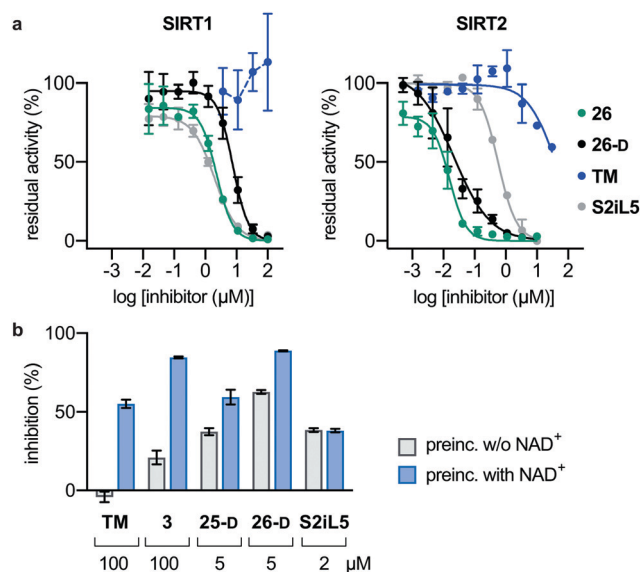 a
SIRT1
SIRT2
residual activity (%)
100
50
0
-3 -2 -1 0 1 2
log [inhibitor (µM)]
residual activity (%)
100
50
0
-3 -2 -1 0 1 2
log [inhibitor (µM)]
26
26-D
TM
S2iL5
b
inhibition (%)
100
50
0
TM 3 25-D 26-D S2iL5
100 100 5 5 2 µM
preinc. w/o NAD⁺
preinc. with NAD⁺